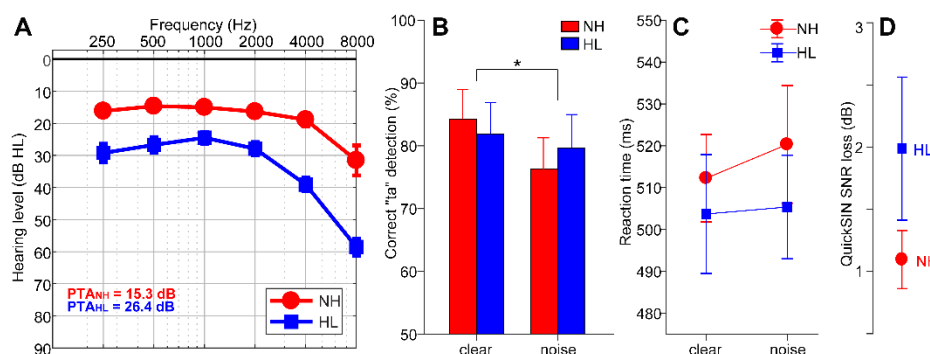 A
Frequency (Hz)
250 500 1000 2000 4000 8000
Hearing level (dB HL)
0
10
20
30
40
50
60
70
80
90
PTANH = 15.3 dB
PTAHL = 26.4 dB
NH
HL
B
Correct "ta" detection (%)
100
90
80
70
60
50
NH
HL
*
clear noise
C
Reaction time (ms)
550
540
530
520
510
500
490
480
NH
HL
clear noise
D
QuickSIN SNR loss (dB)
3
2
1
HL